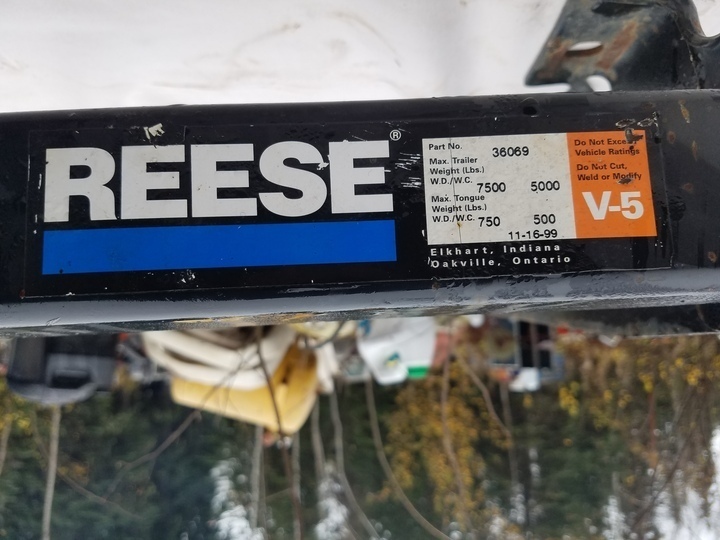 REESE®
Part No. 36069
Max. Trailer
Weight (Lbs.)
W.D./W.C. 7500 5000
Max. Tongue
Weight (Lbs.)
W.D./W.C. 750 500
11-16-99
Do Not Exceed
Vehicle Ratings
Do Not Cut,
Weld or Modify
V-5
Elkhart, Indiana
Oakville, Ontario